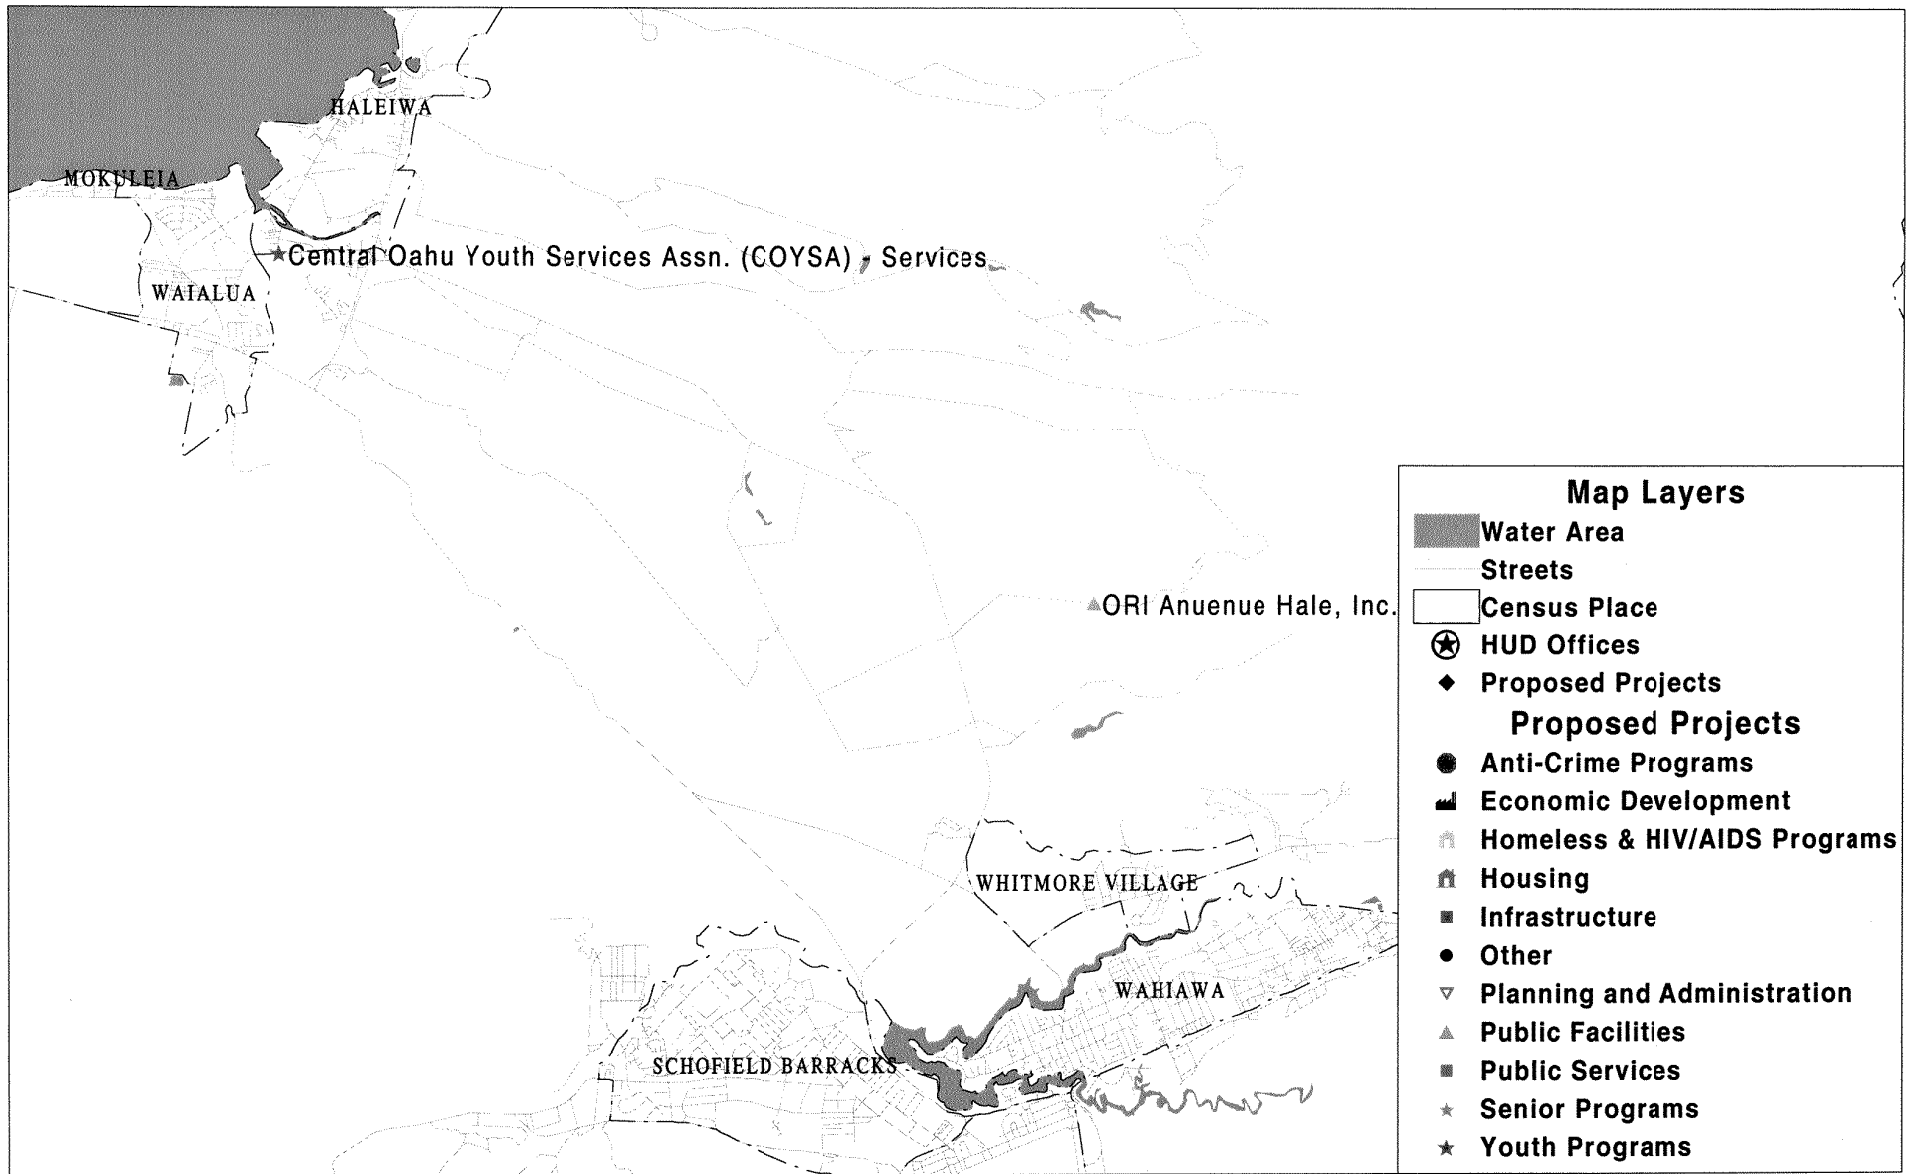 HALEIWA
MOKULEIA
Central Oahu Youth Services Assn. (COYSA) - Services
WAIALUA
ORI Anuenue Hale, Inc.
WHITMORE VILLAGE
WAHIAWA
SCHOFIELD BARRACKS
Map Layers
Water Area
Streets
Census Place
HUD Offices
Proposed Projects
Proposed Projects
Anti-Crime Programs
Economic Development
Homeless & HIV/AIDS Programs
Housing
Infrastructure
Other
Planning and Administration
Public Facilities
Public Services
Senior Programs
Youth Programs